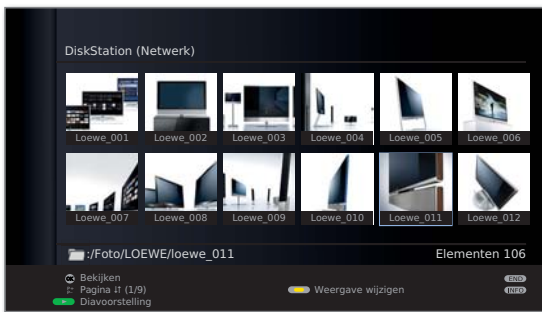 DiskStation (Netwerk)
Loewe_001 Loewe_002 Loewe_003 Loewe_004 Loewe_005 Loewe_006
Loewe_007 Loewe_008 Loewe_009 Loewe_010 Loewe_011 Loewe_012
:/Foto/LOEWE/loewe_011 Elementen 106
OK Bekijken END
Pagina ↓↑ (1/9) Weergave wijzigen INFO
Diavoorstelling